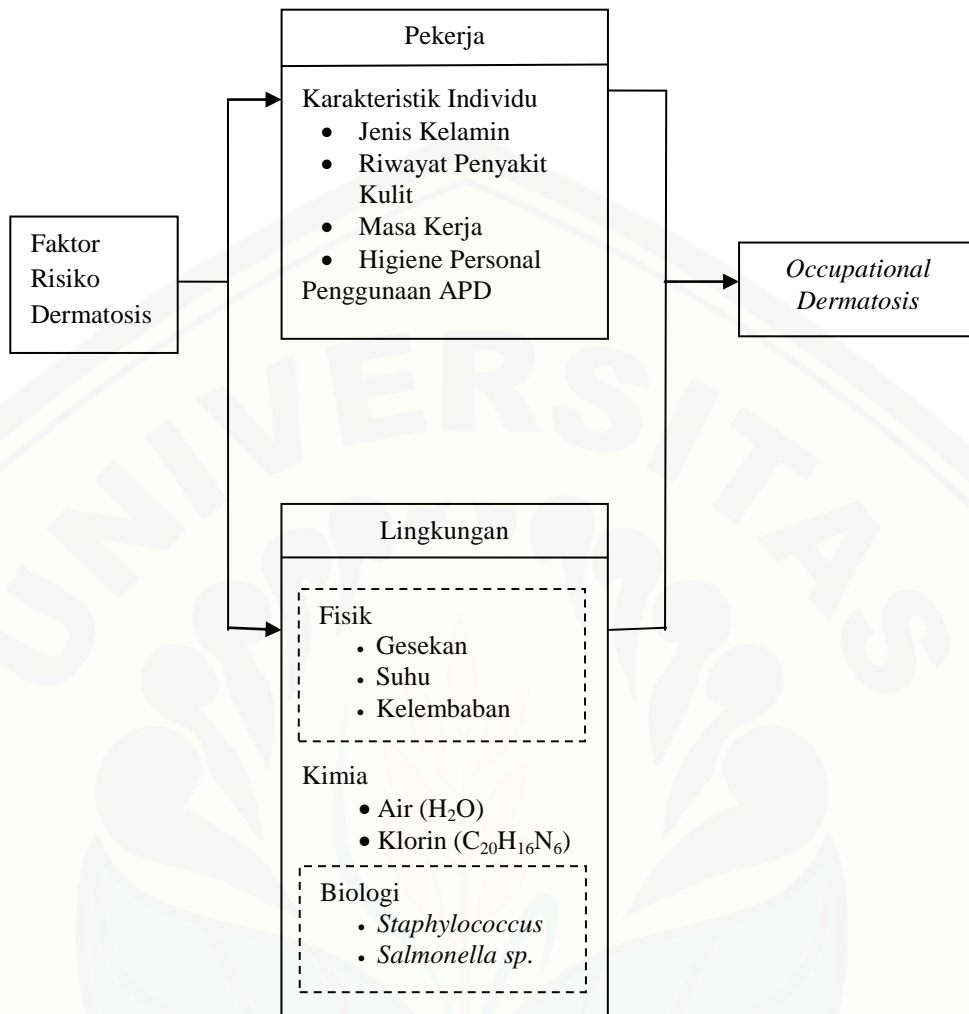 Pekerja
Karakteristik Individu
• Jenis Kelamin
• Riwayat Penyakit
Kulit
• Masa Kerja
• Higiene Personal
Penggunaan APD
Faktor
Risiko
Dermatosis
Occupational
Dermatosis
Lingkungan
Fisik
• Gesekan
• Suhu
• Kelembaban
Kimia
• Air (H₂O)
• Klorin (C₂₀H₁₆N₆)
Biologi
• Staphylococcus
• Salmonella sp.
UNIVERSITAS